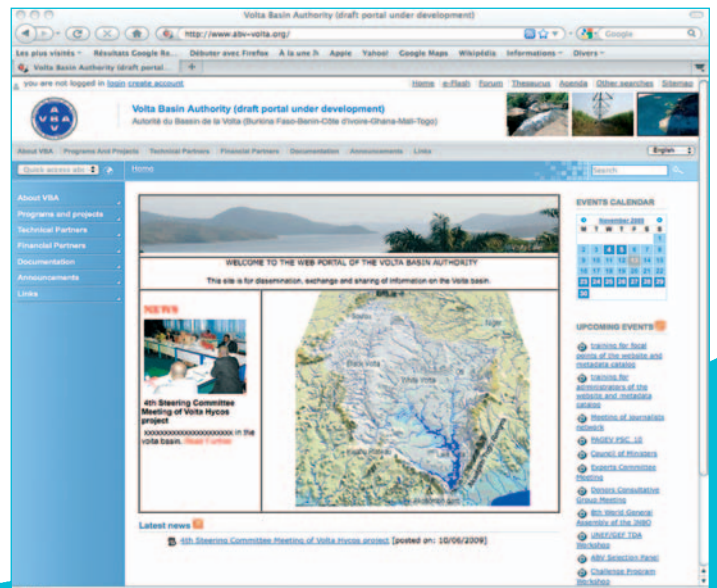 Volta Basin Authority (draft portal under development)
http://www.abv-volta.org/
Google
Les plus visités Résultats Google Re... Débuter avec Firefox À la une Apple Yahoo! Google Maps Wikipédia Informations Divers
Volta Basin Authority (draft portal...
you are not logged in login create account
Home e-Flash Forum Thesaurus Agenda Other searches Sitemap
VBA
Volta Basin Authority (draft portal under development)
Autorité du Bassin de la Volta (Burkina Faso-Benin-Côte d'Ivoire-Ghana-Mali-Togo)
About VBA Programs And Projects Technical Partners Financial Partners Documentation Announcements Links
English
Quick access
Home
Search
About VBA
Programs and projects
Technical Partners
Financial Partners
Documentation
Announcements
Links
WELCOME TO THE WEB PORTAL OF THE VOLTA BASIN AUTHORITY
This site is for dissemination, exchange and sharing of information on the Volta basin.
NEWS
4th Steering Committee
Meeting of Volta Hycos
project
xxxxxxxxxxxxxxxxxxxxxx in the
volta basin. Read Further
Niger
Black Volta
White Volta
Latest news
4th Steering Committee Meeting of Volta Hycos project [posted on: 10/06/2009]
EVENTS CALENDAR
November 2009
M T W T F S S
1
2 3 4 5 6 7 8
9 10 11 12 13 14 15
16 17 18 19 20 21 22
23 24 25 26 27 28 29
30
UPCOMING EVENTS
training for focal
points of the website and
metadata catalog
training for
administrators of the
website and metadata
catalog
Meeting of Journalists
network
PAGEV PSC 10
Council of Ministers
Experts Committee
Meeting
Donors Consultative
Group Meeting
8th World General
Assembly of the INBO
UNEP/GEF TDA
Workshop
ABV Selection Panel
Challenge Program
Workshop